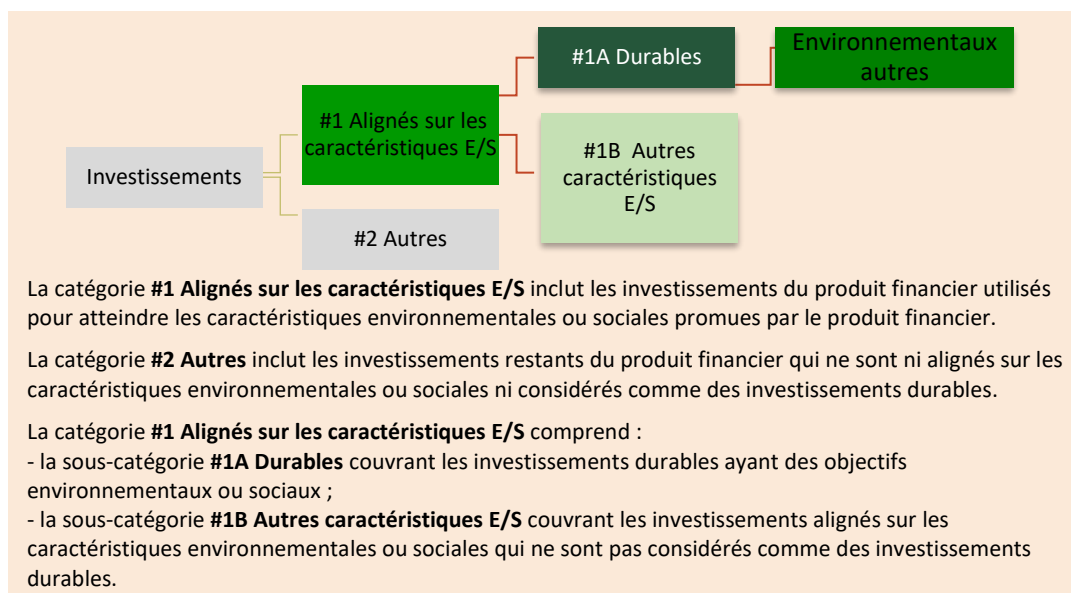 #1A Durables
Environnementaux
autres
#1 Alignés sur les
caractéristiques E/S
#1B Autres
caractéristiques
E/S
Investissements
#2 Autres
La catégorie #1 Alignés sur les caractéristiques E/S inclut les investissements du produit financier utilisés
pour atteindre les caractéristiques environnementales ou sociales promues par le produit financier.
La catégorie #2 Autres inclut les investissements restants du produit financier qui ne sont ni alignés sur les
caractéristiques environnementales ou sociales ni considérés comme des investissements durables.
La catégorie #1 Alignés sur les caractéristiques E/S comprend :
- la sous-catégorie #1A Durables couvrant les investissements durables ayant des objectifs
environnementaux ou sociaux ;
- la sous-catégorie #1B Autres caractéristiques E/S couvrant les investissements alignés sur les
caractéristiques environnementales ou sociales qui ne sont pas considérés comme des investissements
durables.